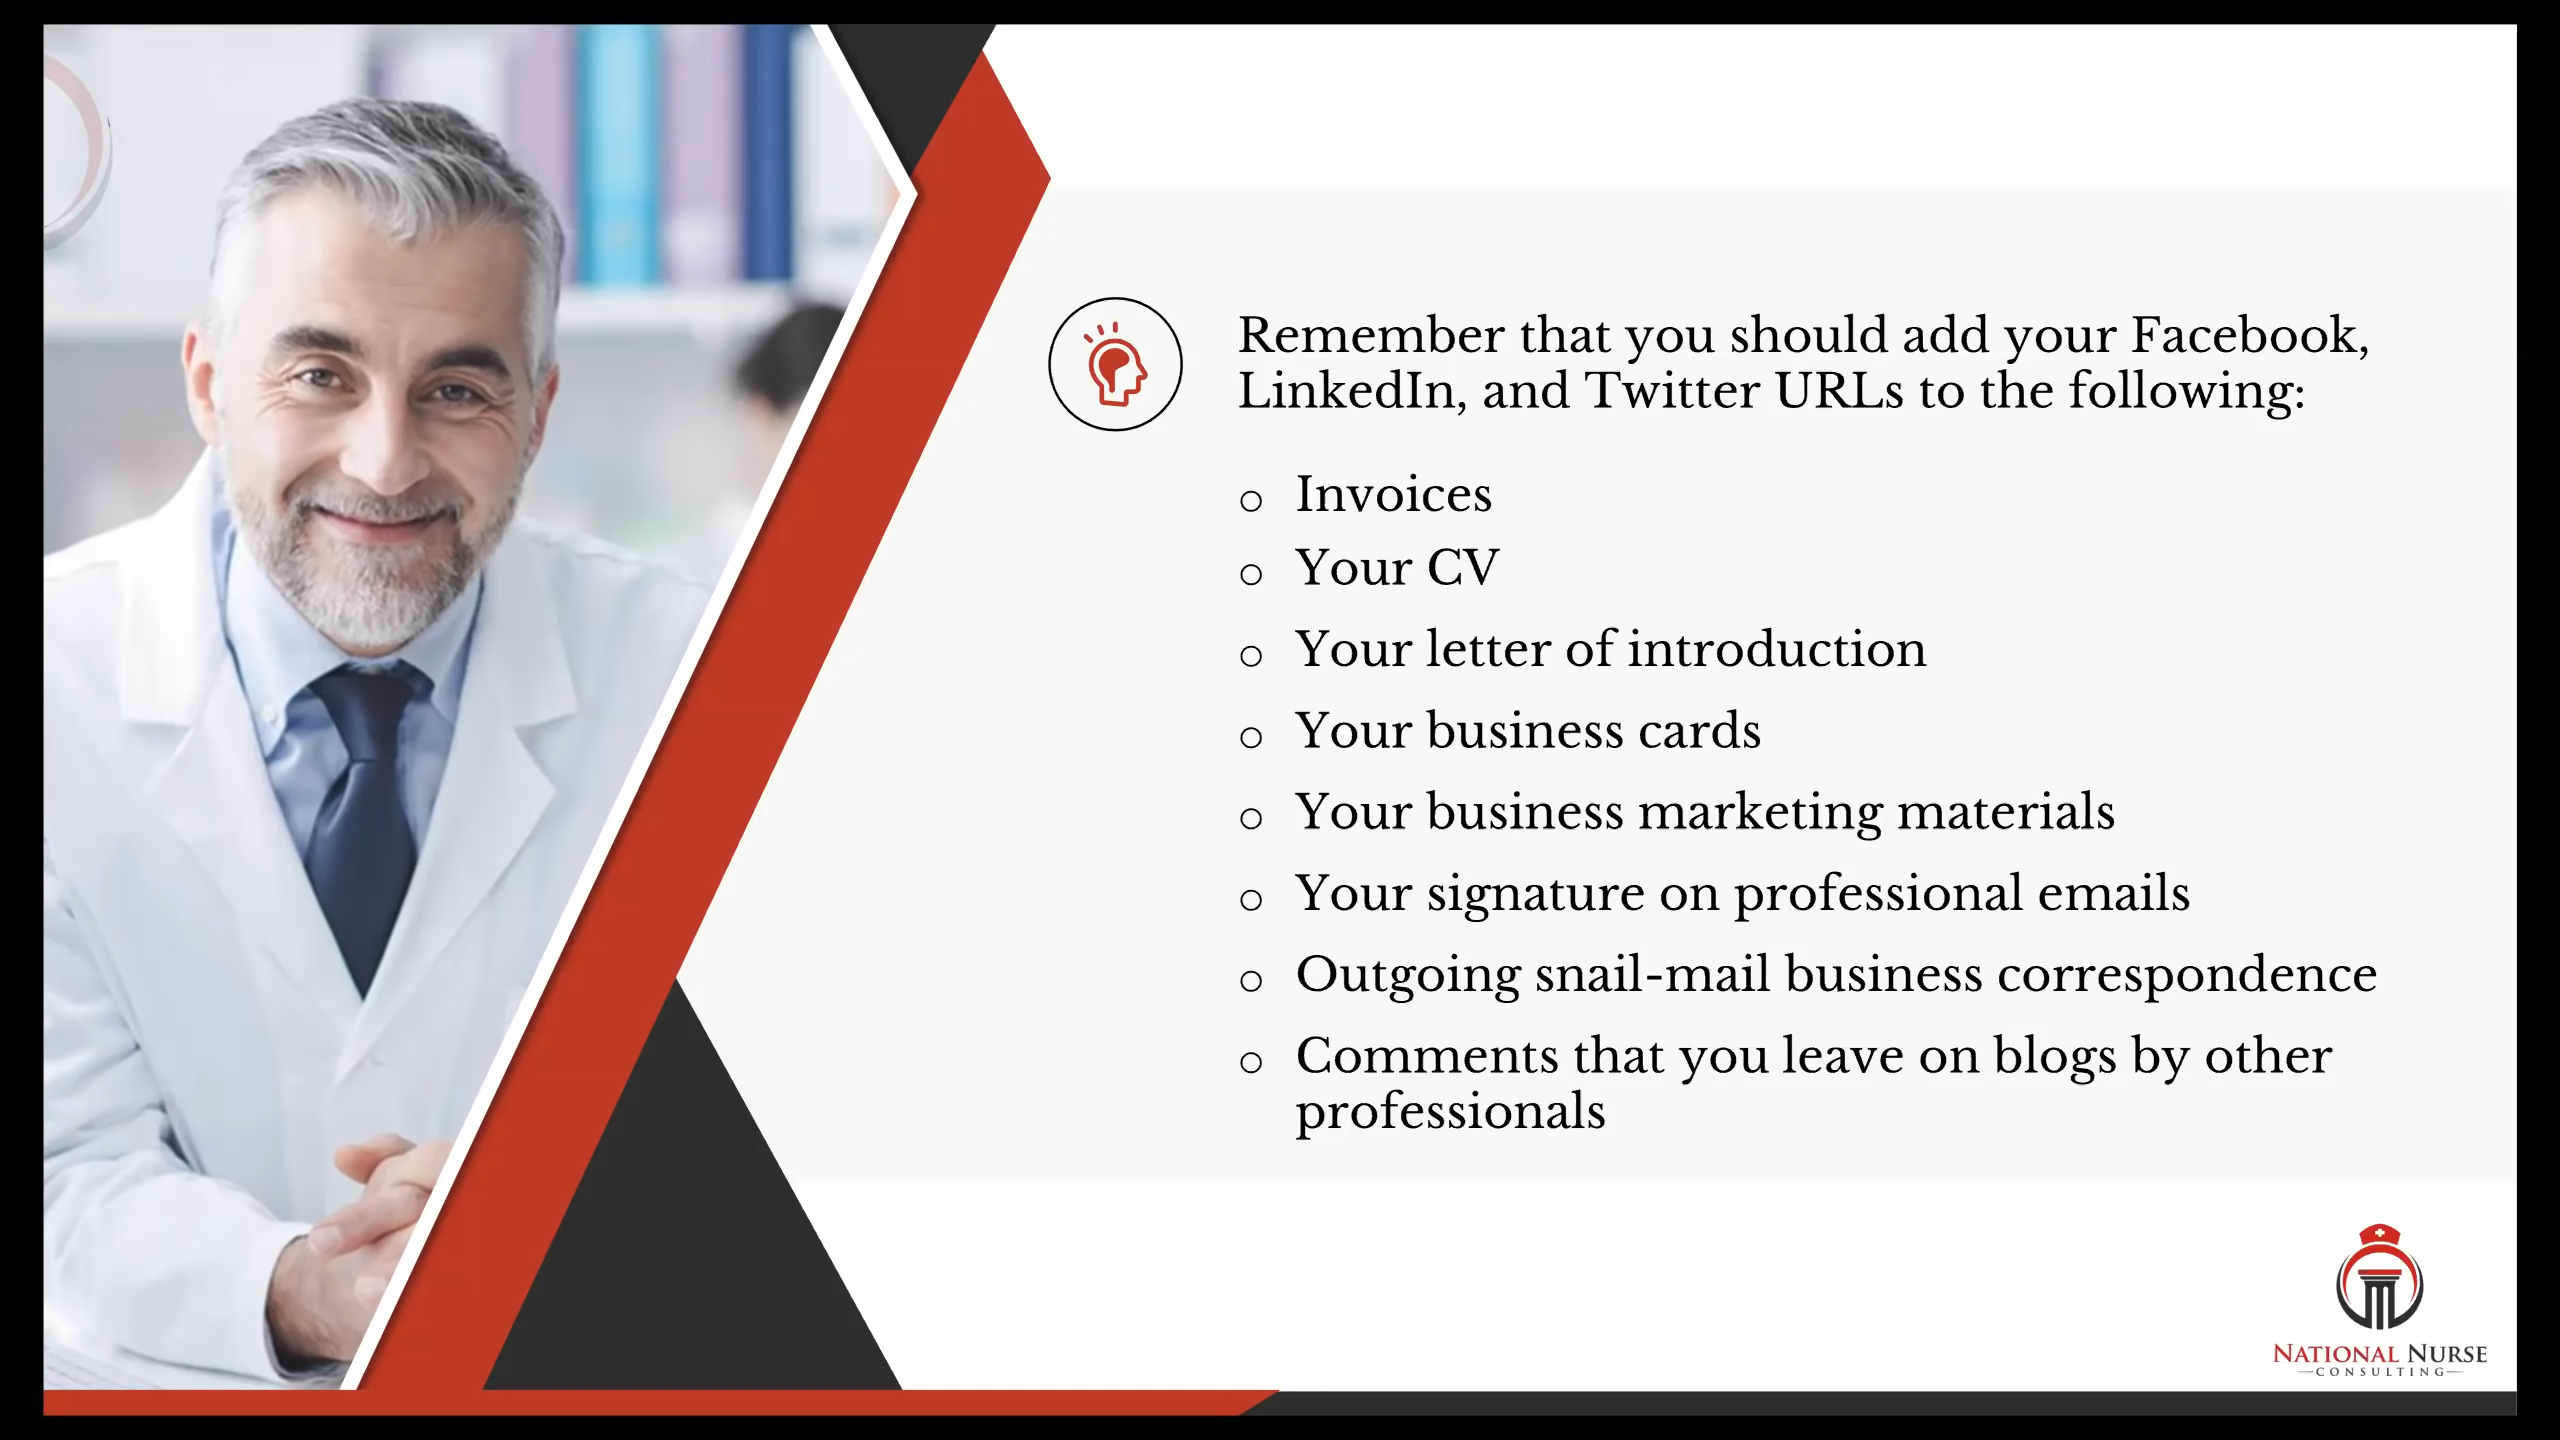 Remember that you should add your Facebook,
LinkedIn, and Twitter URLs to the following:
o Invoices
o Your CV
o Your letter of introduction
o Your business cards
o Your business marketing materials
o Your signature on professional emails
o Outgoing snail-mail business correspondence
o Comments that you leave on blogs by other
professionals
NATIONAL NURSE
CONSULTING